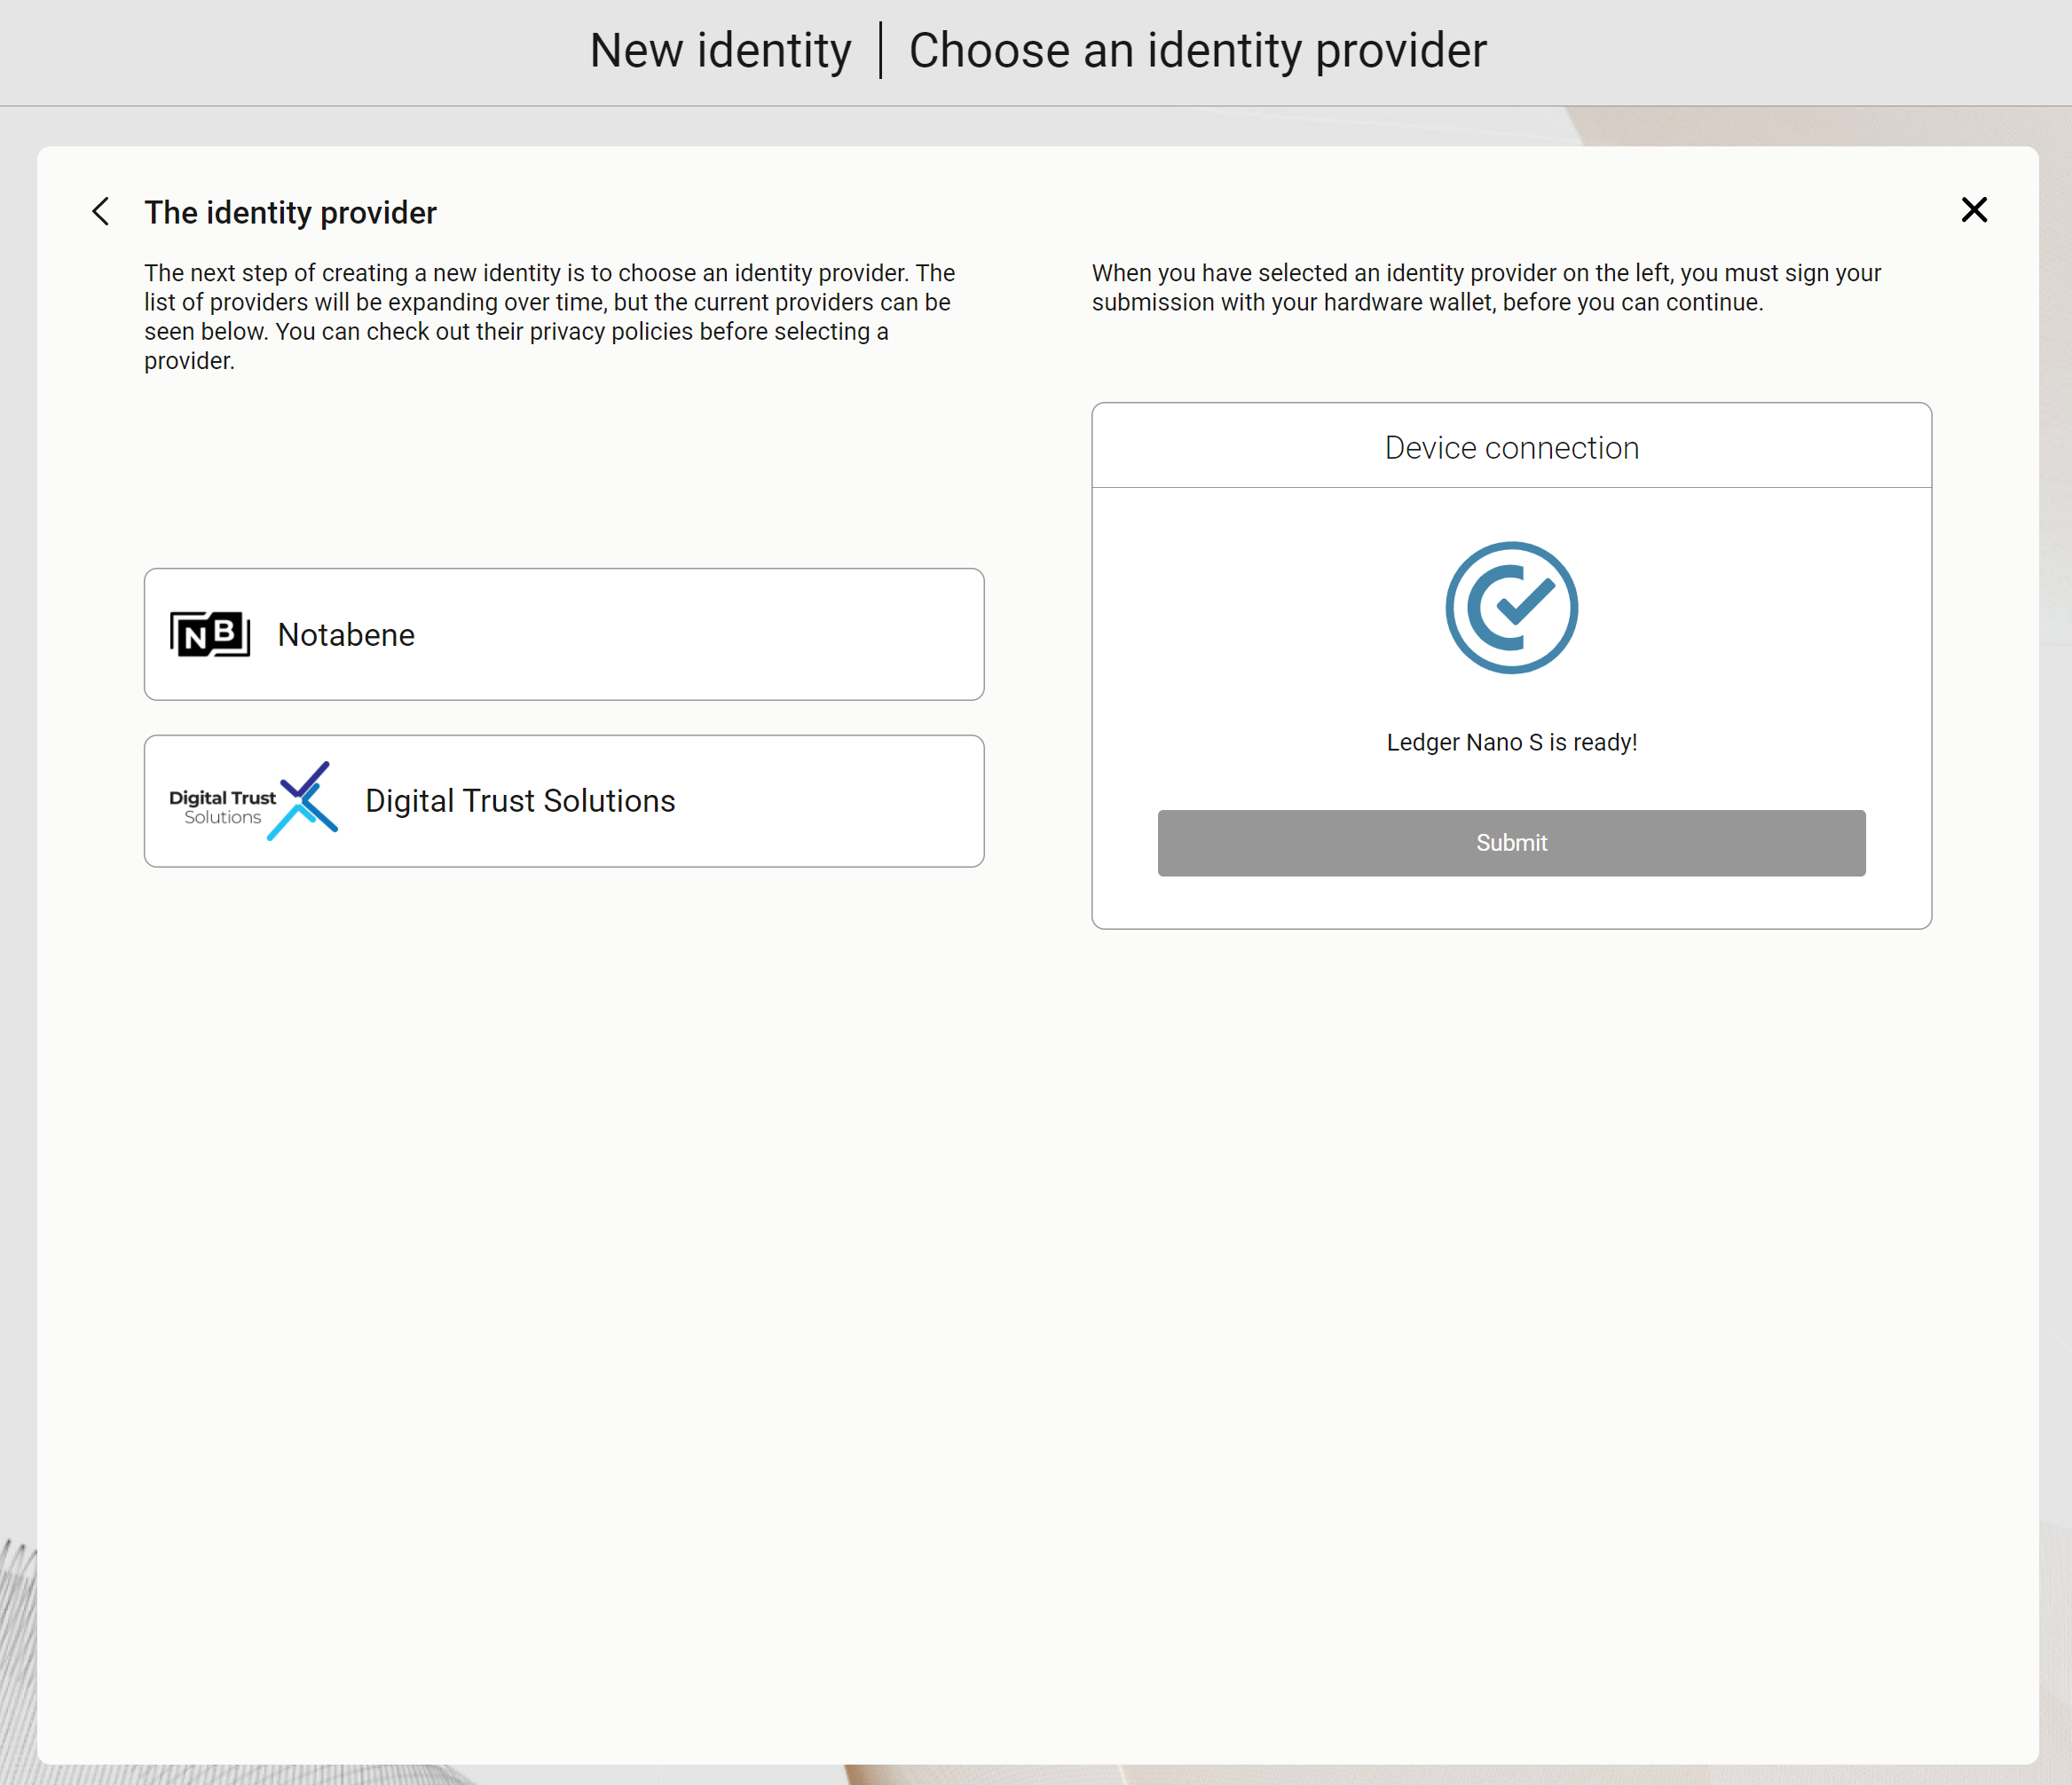 New identity | Choose an identity provider
The identity provider
The next step of creating a new identity is to choose an identity provider. The
list of providers will be expanding over time, but the current providers can be
seen below. You can check out their privacy policies before selecting a
provider.
NB Notabene
Digital Trust
Solutions
Digital Trust Solutions
When you have selected an identity provider on the left, you must sign your
submission with your hardware wallet, before you can continue.
Device connection
Ledger Nano S is ready!
Submit